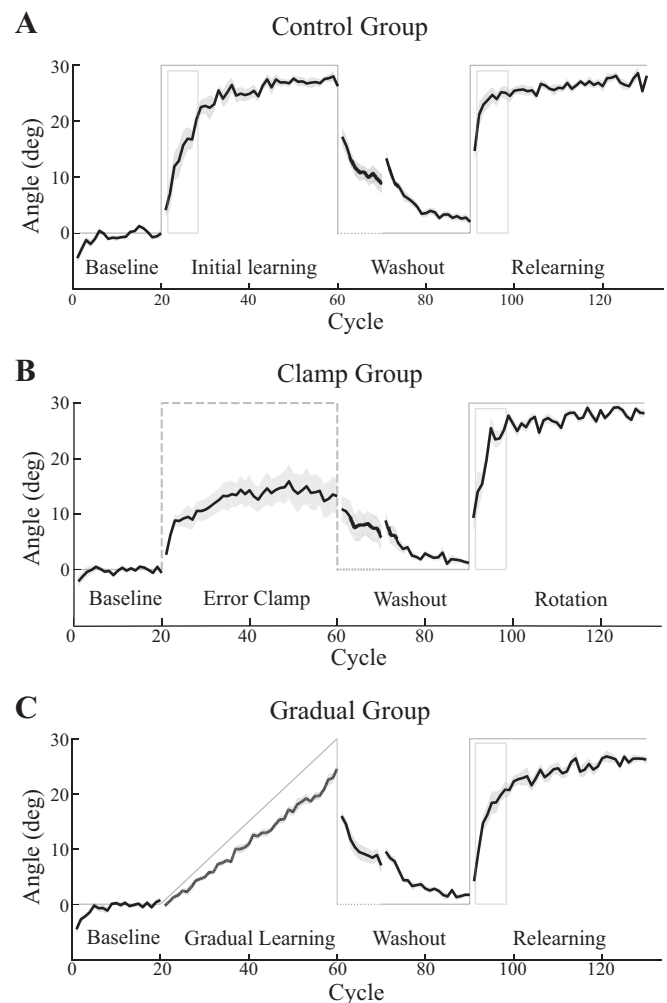 A
Control Group
30
20
10
0
Angle (deg)
Baseline Initial learning Washout Relearning
0 20 40 60 80 100 120
Cycle
B
Clamp Group
30
20
10
0
Angle (deg)
Baseline Error Clamp Washout Rotation
0 20 40 60 80 100 120
Cycle
C
Gradual Group
30
20
10
0
Angle (deg)
Baseline Gradual Learning Washout Relearning
0 20 40 60 80 100 120
Cycle